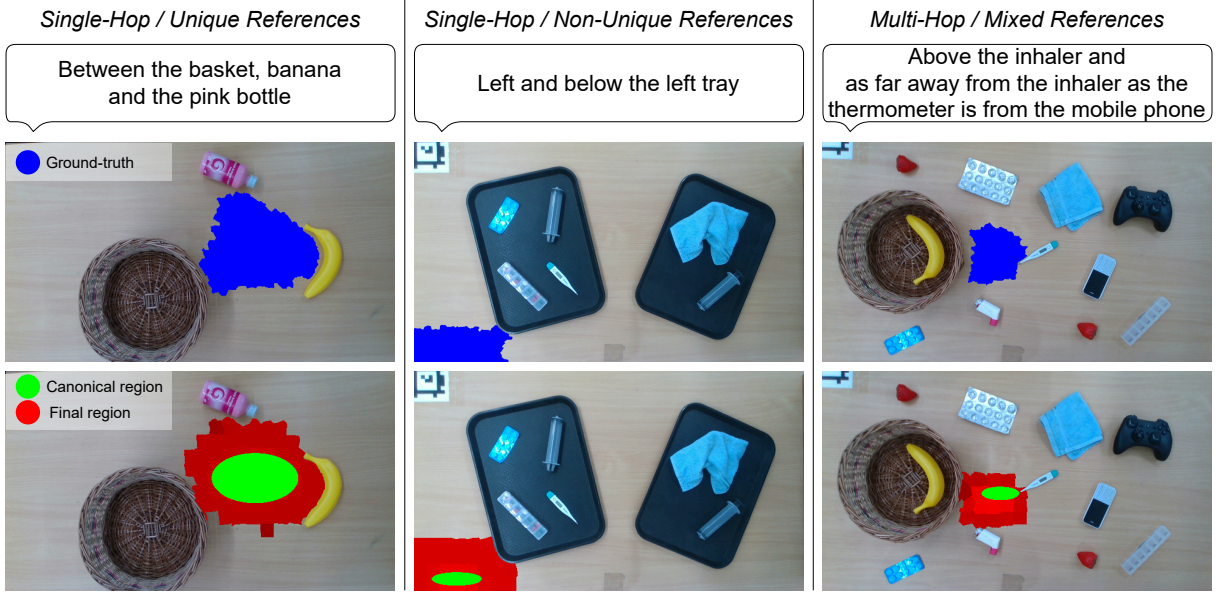 Single-Hop / Unique References
Single-Hop / Non-Unique References
Multi-Hop / Mixed References
Between the basket, banana
and the pink bottle
Left and below the left tray
Above the inhaler and
as far away from the inhaler as the
thermometer is from the mobile phone
Ground-truth
Canonical region
Final region